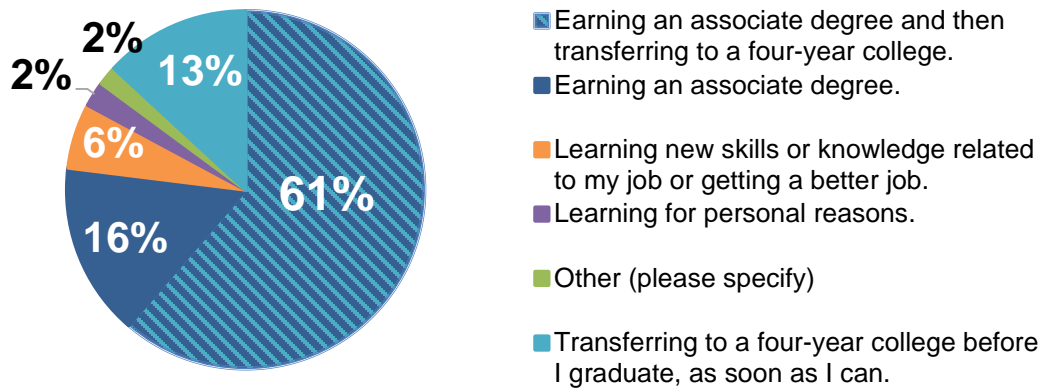 2%
2%
13%
6%
61%
16%
Earning an associate degree and then
transferring to a four-year college.
Earning an associate degree.
Learning new skills or knowledge related
to my job or getting a better job.
Learning for personal reasons.
Other (please specify)
Transferring to a four-year college before
I graduate, as soon as I can.